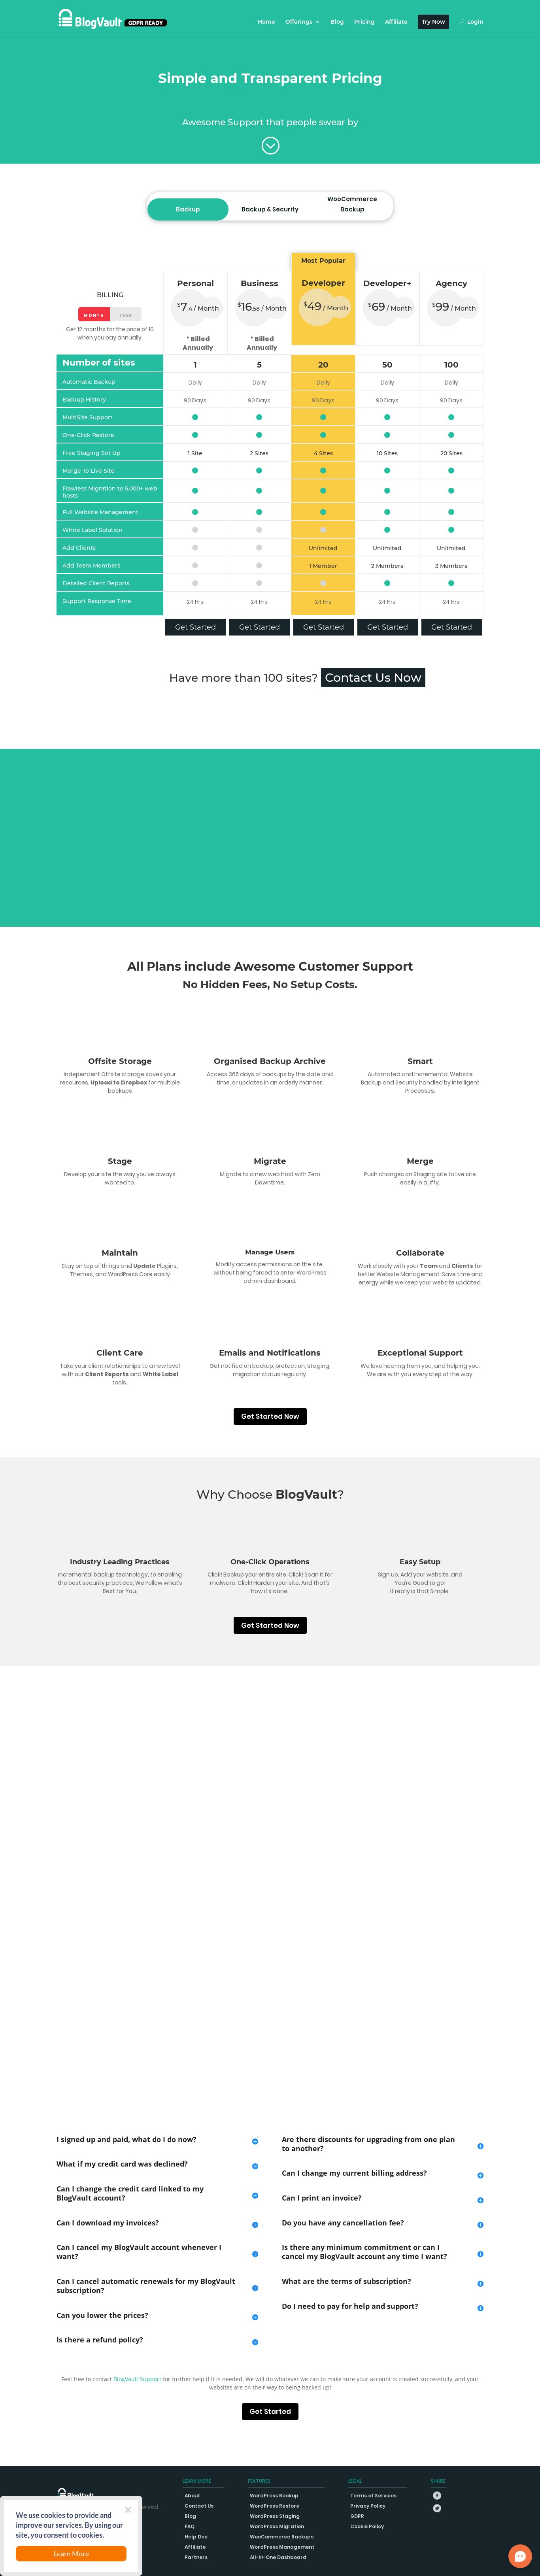 BlogVault GDPR READY
Home Offerings Blog Pricing Affiliate Try Now Login
Simple and Transparent Pricing
Awesome Support that people swear by
Backup
Backup & Security
WooCommerce
Backup
Most Popular
Personal Business Developer Developer+ Agency
BILLING
$7.4 / Month $16.58 / Month $49 / Month $69 / Month $99 / Month
MONTH YEAR
Get 12 months for the price of 10
when you pay annually.
* Billed
Annually
* Billed
Annually
Number of sites 1 5 20 50 100
Automatic Backup Daily Daily Daily Daily Daily
Backup History 90 Days 90 Days 90 Days 90 Days 90 Days
MultiSite Support
One-Click Restore
Free Staging Set Up 1 Site 2 Sites 4 Sites 10 Sites 20 Sites
Merge To Live Site
Flawless Migration to 5,000+ web
hosts
Full Website Management
White Label Solution
Add Clients Unlimited Unlimited Unlimited
Add Team Members 1 Member 2 Members 3 Members
Detailed Client Reports
Support Response Time 24 Hrs 24 Hrs 24 Hrs 24 Hrs 24 Hrs
Get Started Get Started Get Started Get Started Get Started
Have more than 100 sites? Contact Us Now
All Plans include Awesome Customer Support
No Hidden Fees, No Setup Costs.
Offsite Storage
Independent Offsite storage saves your
resources. Upload to Dropbox for multiple
backups
Organised Backup Archive
Access 365 days of backups by the date and
time, or updates in an orderly manner.
Smart
Automated and Incremental Website
Backup and Security handled by Intelligent
Processes.
Stage
Develop your site the way you've always
wanted to.
Migrate
Migrate to a new web host with Zero
Downtime.
Merge
Push changes on Staging site to live site
easily in a jiffy.
Maintain
Stay on top of things and Update Plugins,
Themes, and WordPress Core easily
Manage Users
Modify access permissions on the site,
without being forced to enter WordPress
admin dashboard.
Collaborate
Work closely with your Team and Clients for
better Website Management. Save time and
energy while we keep your website updated.
Client Care
Take your client relationships to a new level
with our Client Reports and White Label
tools.
Emails and Notifications
Get notified on backup, protection, staging,
migration status regularly.
Exceptional Support
We love hearing from you, and helping you.
We are with you every step of the way.
Get Started Now
Why Choose BlogVault?
Industry Leading Practices
Incremental backup technology, to enabling
the best security practices, We Follow what's
Best for You.
One-Click Operations
Click! Backup your entire site. Click! Scan it for
malware. Click! Harden your site. And that's
how it's done.
Easy Setup
Sign up, Add your website, and
You're Good to go!
It really is that Simple.
Get Started Now
I signed up and paid, what do I do now?
What if my credit card was declined?
Can I change the credit card linked to my
BlogVault account?
Can I download my invoices?
Can I cancel my BlogVault account whenever I
want?
Can I cancel automatic renewals for my BlogVault
subscription?
Can you lower the prices?
Is there a refund policy?
Are there discounts for upgrading from one plan
to another?
Can I change my current billing address?
Can I print an invoice?
Do you have any cancellation fee?
Is there any minimum commitment or can I
cancel my BlogVault account any time I want?
What are the terms of subscription?
Do I need to pay for help and support?
Feel free to contact BlogVault Support for further help if it is needed. We will do whatever we can to make sure your account is created successfully, and your
websites are on their way to being backed up!
Get Started
BlogVault
LEARN MORE
About
Contact Us
Blog
FAQ
Help Doc
Affiliate
Partners
FEATURES
WordPress Backup
WordPress Restore
WordPress Staging
WordPress Migration
WooCommerce Backups
WordPress Management
All-In-One Dashboard
LEGAL
Terms of Services
Privacy Policy
GDPR
Cookie Policy
SHARE
We use cookies to provide and
improve our services. By using our
site, you consent to cookies.
Learn More